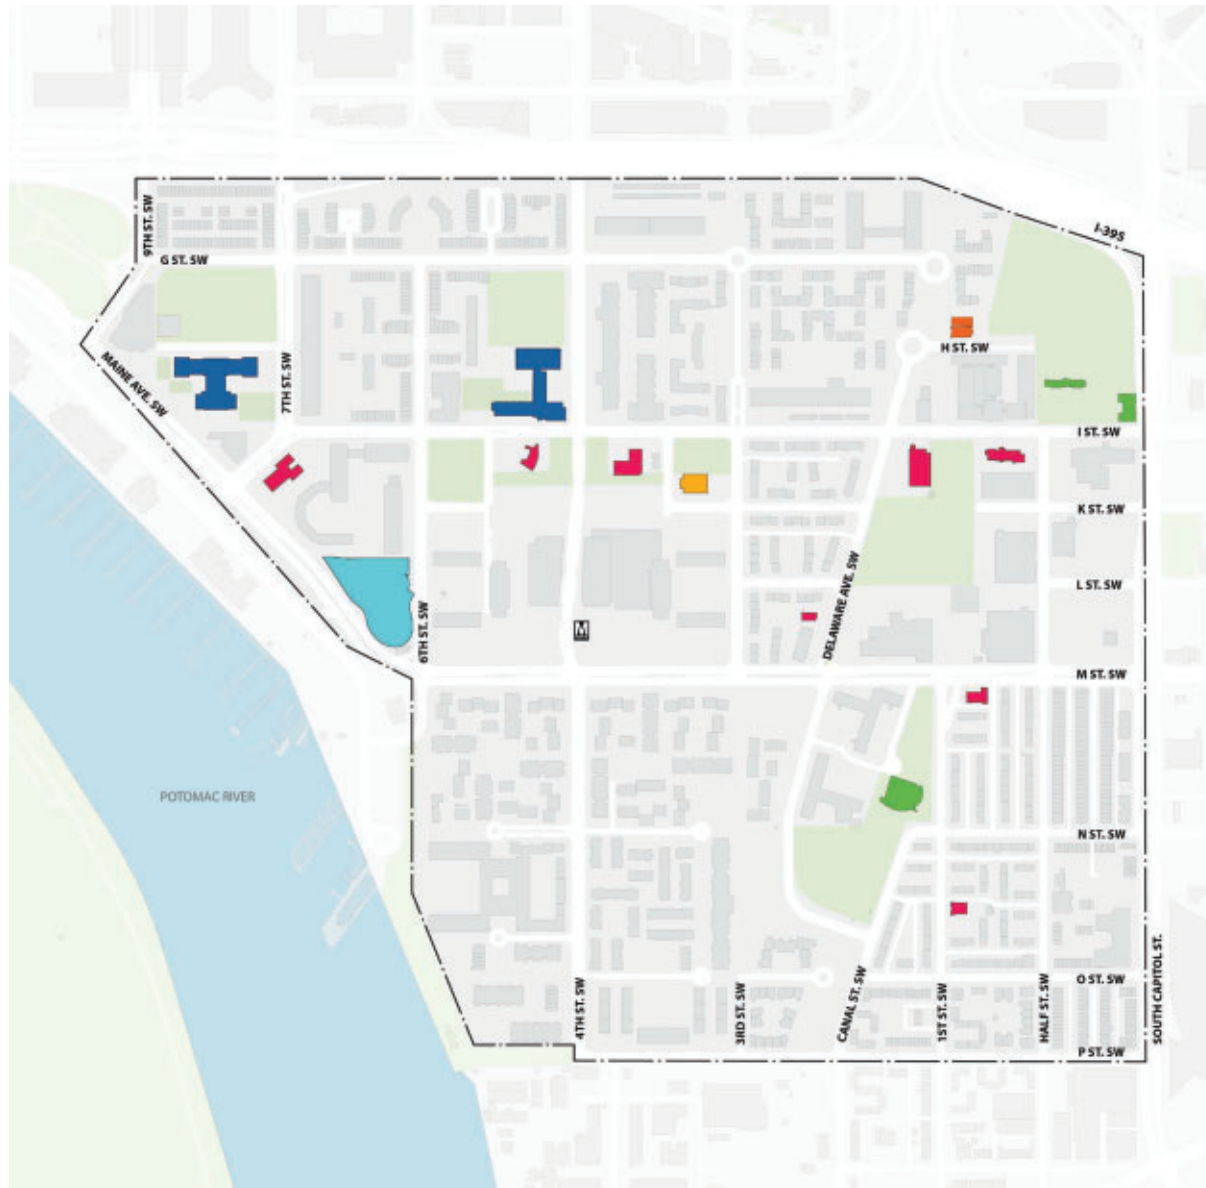 I-395
9TH ST. SW
G ST. SW
H ST. SW
MAINE AVE. SW
7TH ST. SW
I ST. SW
K ST. SW
L ST. SW
DELAWARE AVE. SW
6TH ST. SW
M
M ST. SW
POTOMAC RIVER
N ST. SW
O ST. SW
4TH ST. SW
3RD ST. SW
CANAL ST. SW
1ST ST. SW
HALF ST. SW
SOUTH CAPITOL ST.
P ST. SW